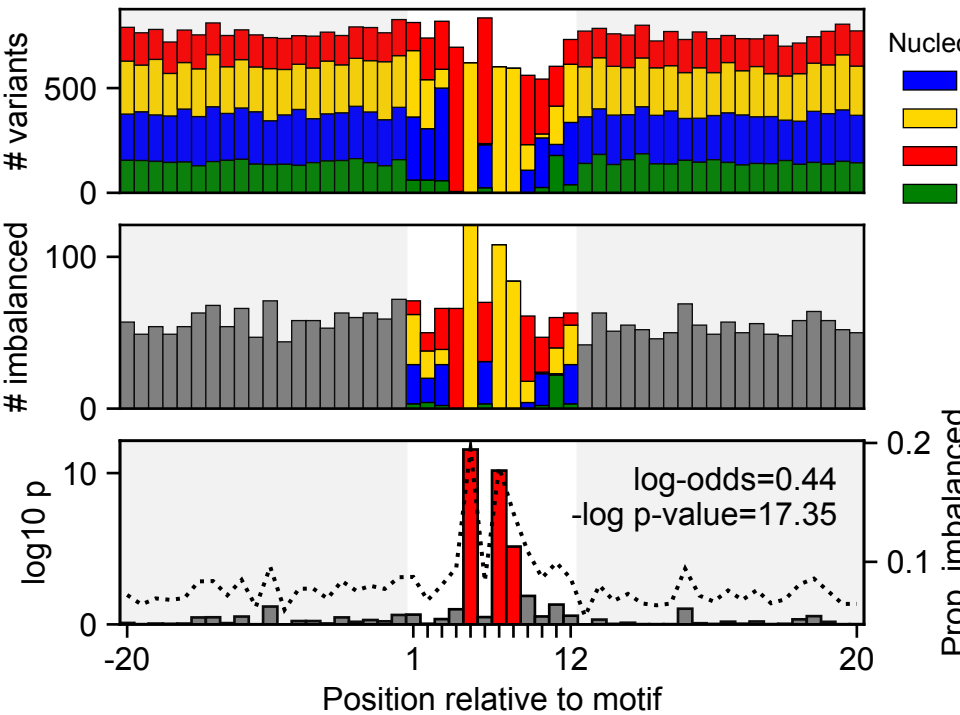 # variants
500
0
Nucleo
# imbalanced
100
0
log10 p
10
0
log-odds=0.44
-log p-value=17.35
0.2
0.1
Prop. imbalanced
-20
1
12
20
Position relative to motif